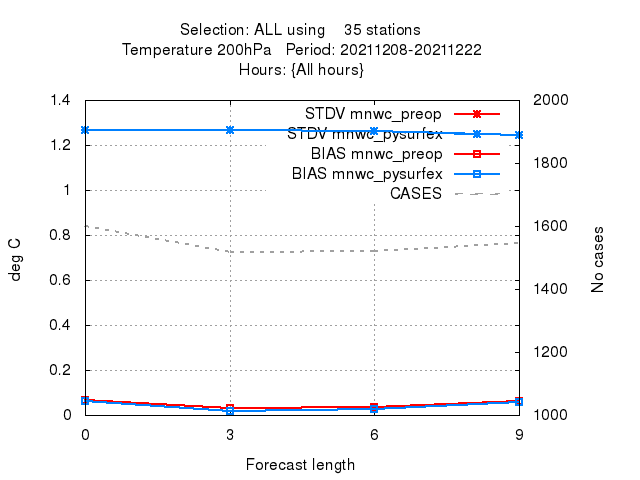 Selection: ALL using    35 stations
Temperature 200hPa   Period: 20211208-20211222
Hours: {All hours}
1.4
1.2
1
0.8
0.6
0.4
0.2
0
deg C
STDV mnwc_preop
STDV mnwc_pysurfex
BIAS mnwc_preop
BIAS mnwc_pysurfex
CASES
2000
1800
1600
1400
1200
1000
No cases
0 3 6 9
Forecast length